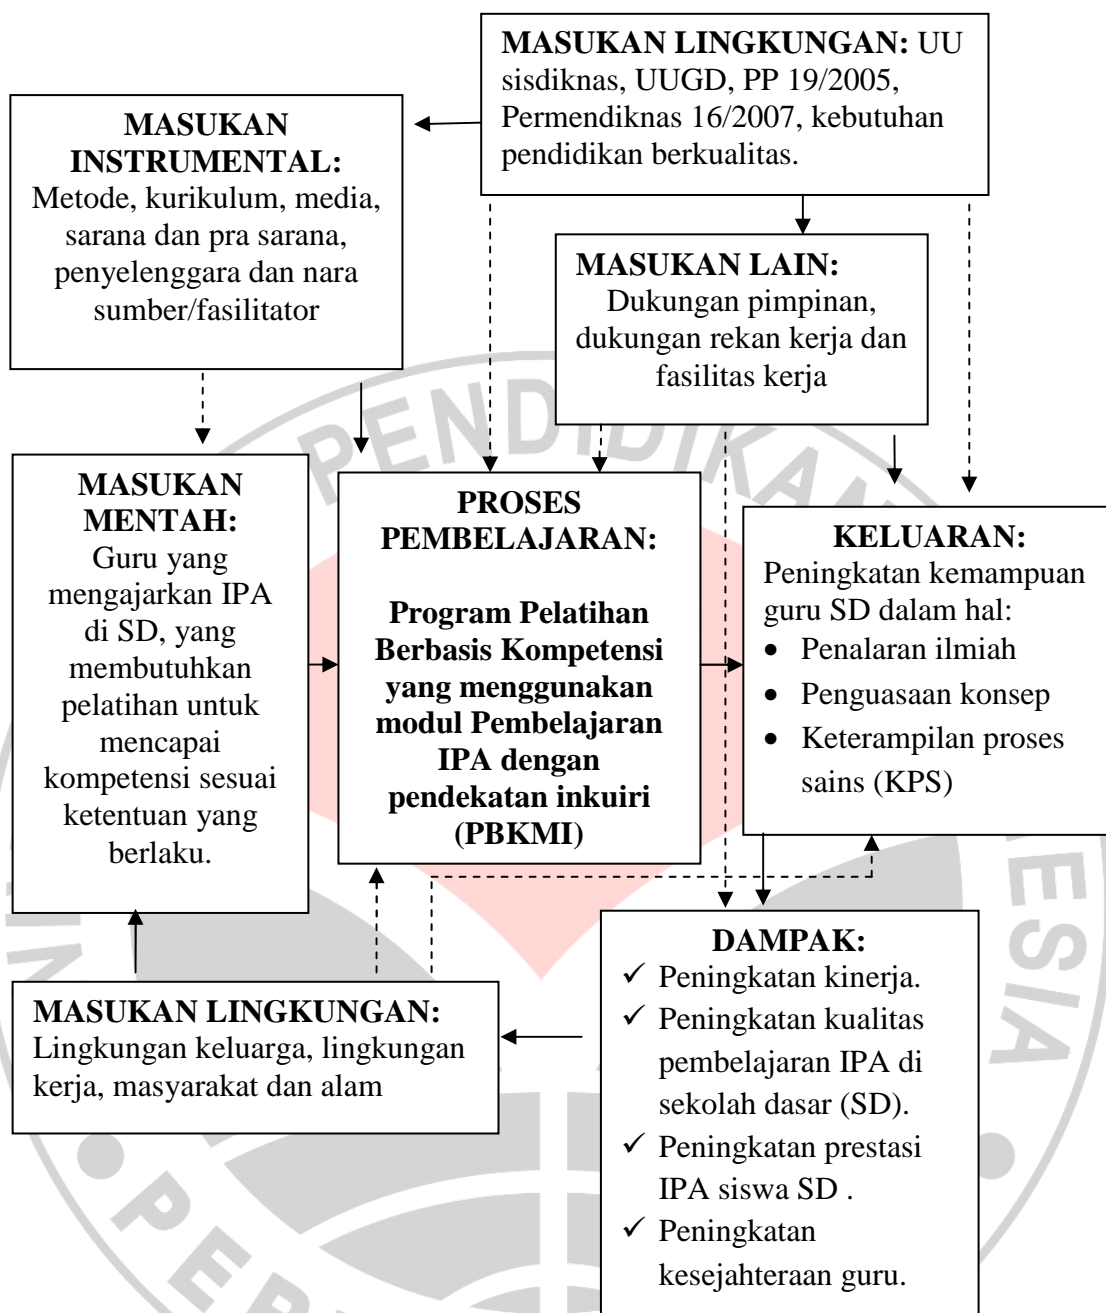 MASUKAN LINGKUNGAN: UU
sisdiknas, UUGD, PP 19/2005,
Permendiknas 16/2007, kebutuhan
pendidikan berkualitas.
MASUKAN
INSTRUMENTAL:
Metode, kurikulum, media,
sarana dan pra sarana,
penyelenggara dan nara
sumber/fasilitator
MASUKAN LAIN:
Dukungan pimpinan,
dukungan rekan kerja dan
fasilitas kerja
MASUKAN
MENTAH:
Guru yang
mengajarkan IPA
di SD, yang
membutuhkan
pelatihan untuk
mencapai
kompetensi sesuai
ketentuan yang
berlaku.
PROSES
PEMBELAJARAN:
Program Pelatihan
Berbasis Kompetensi
yang menggunakan
modul Pembelajaran
IPA dengan
pendekatan inkuiri
(PBKMI)
KELUARAN:
Peningkatan kemampuan
guru SD dalam hal:
• Penalaran ilmiah
• Penguasaan konsep
• Keterampilan proses
sains (KPS)
MASUKAN LINGKUNGAN:
Lingkungan keluarga, lingkungan
kerja, masyarakat dan alam
DAMPAK:
✓ Peningkatan kinerja.
✓ Peningkatan kualitas
pembelajaran IPA di
sekolah dasar (SD).
✓ Peningkatan prestasi
IPA siswa SD .
✓ Peningkatan
kesejahteraan guru.
PENDIDIKAN